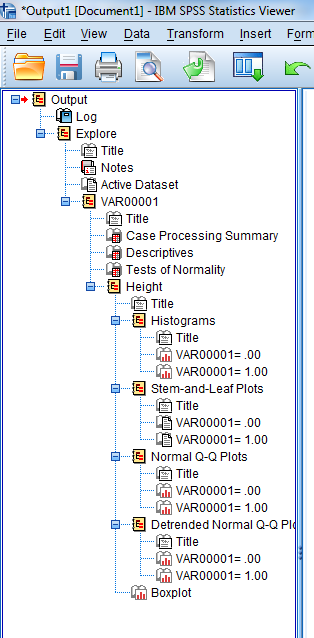 *Output1 [Document1] - IBM SPSS Statistics Viewer
File Edit View Data Transform Insert Form
Output
Log
Explore
Title
Notes
Active Dataset
VAR00001
Title
Case Processing Summary
Descriptives
Tests of Normality
Height
Title
Histograms
Title
VAR00001= .00
VAR00001= 1.00
Stem-and-Leaf Plots
Title
VAR00001= .00
VAR00001= 1.00
Normal Q-Q Plots
Title
VAR00001= .00
VAR00001= 1.00
Detrended Normal Q-Q Plo
Title
VAR00001= .00
VAR00001= 1.00
Boxplot